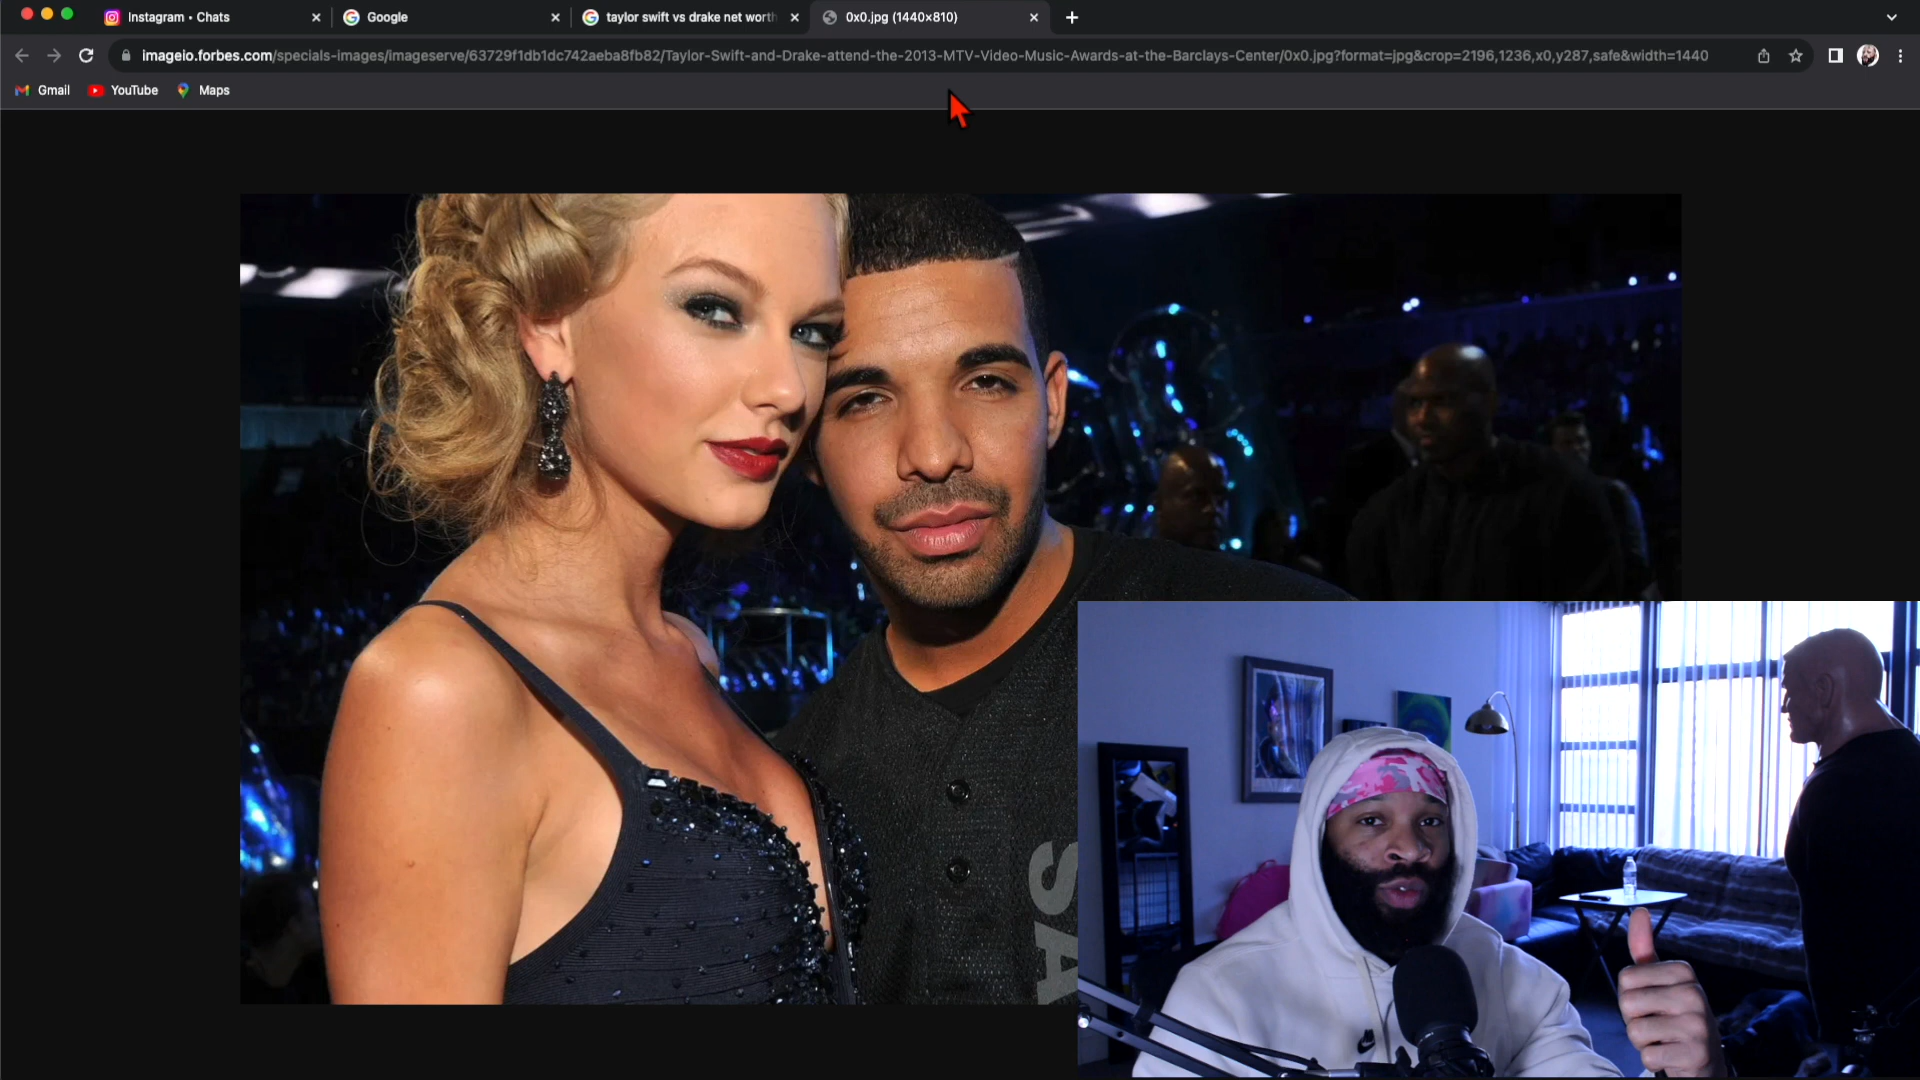 Instagram • Chats
Google
taylor swift vs drake net worth
0x0.jpg (1440×810)
imageio.forbes.com/specials-images/imageserve/63729f1db1dc742aeba8fb82/Taylor-Swift-and-Drake-attend-the-2013-MTV-Video-Music-Awards-at-the-Barclays-Center/0x0.jpg?format=jpg&crop=2196,1236,x0,y287,safe&width=1440
Gmail
YouTube
Maps
SA